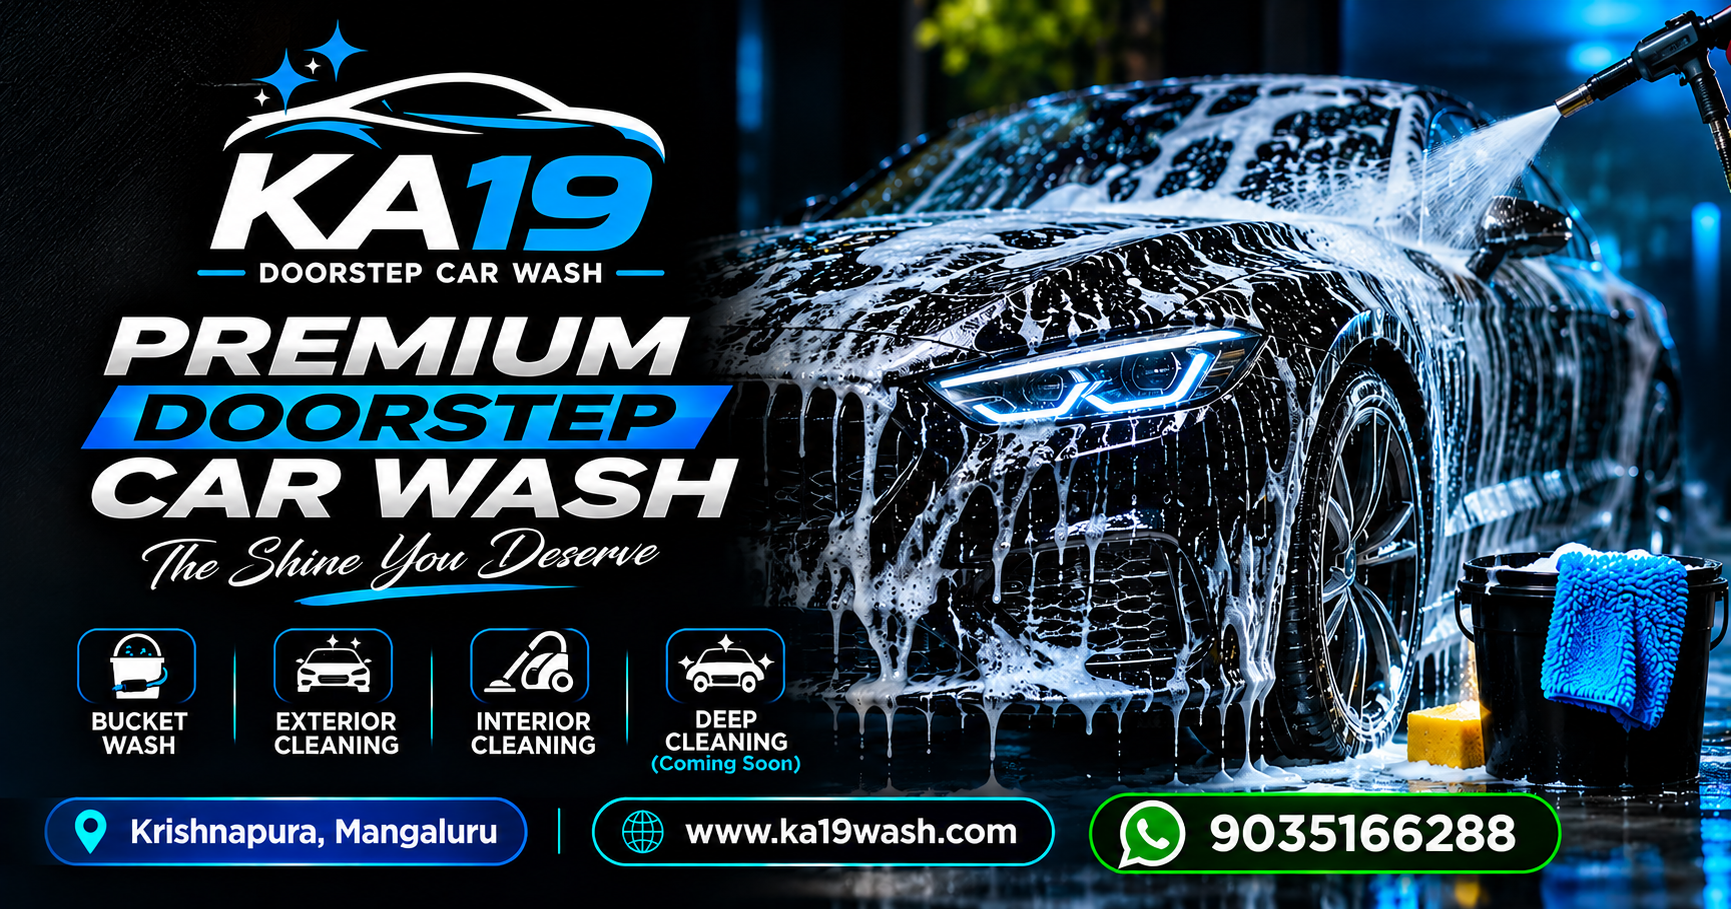 KA19
DOORSTEP CAR WASH
PREMIUM
DOORSTEP
CAR WASH
The Shine You Deserve
BUCKET
WASH
EXTERIOR
CLEANING
INTERIOR
CLEANING
DEEP
CLEANING
(Coming Soon)
Krishnapura, Mangaluru
www.ka19wash.com
9035166288